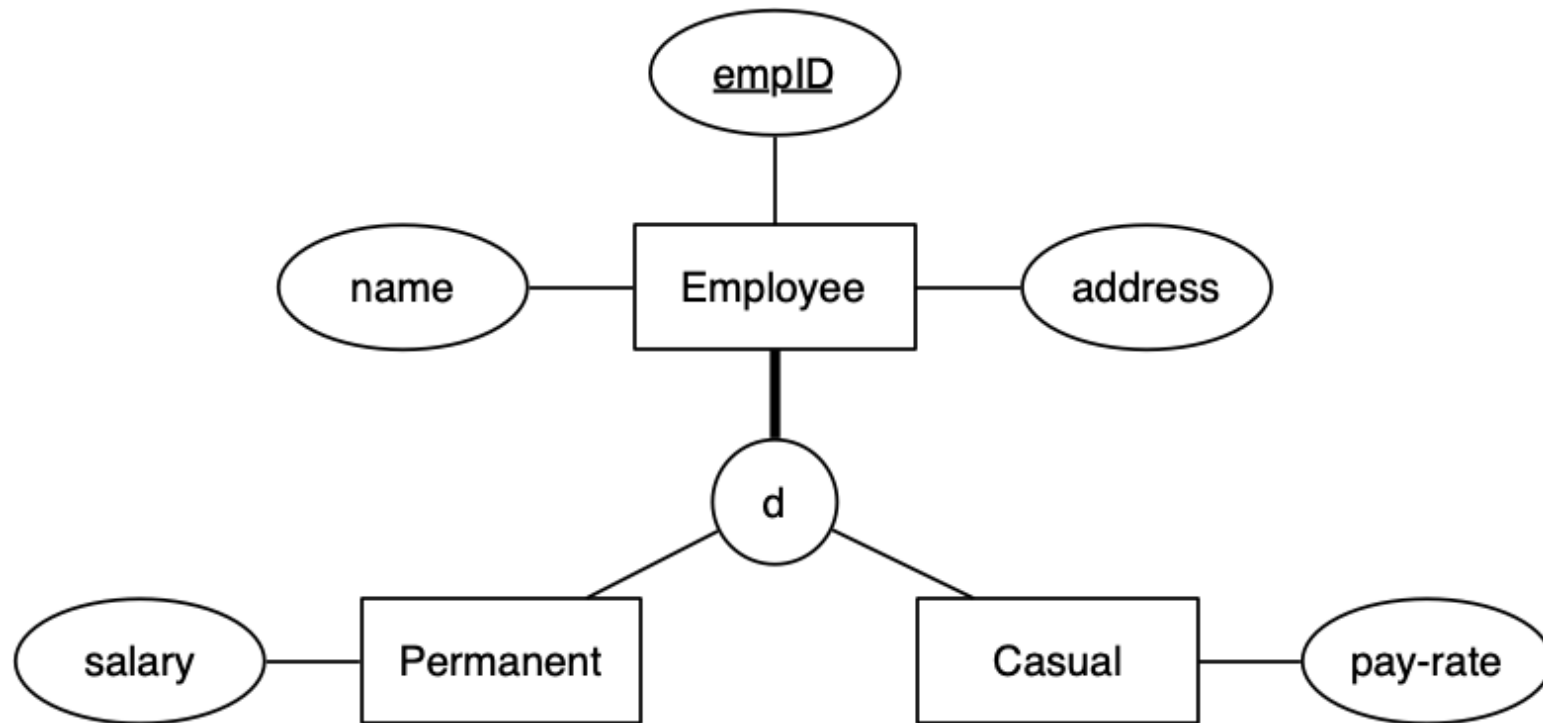 empID
name
Employee
address
d
salary
Permanent
Casual
pay-rate